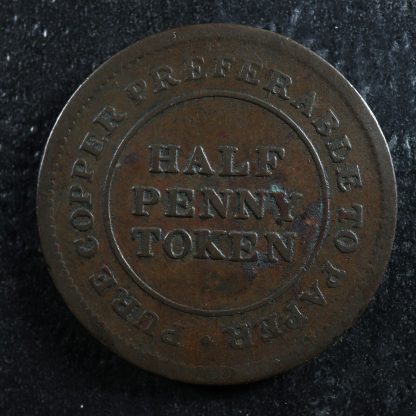 PURE COPPER PREFERABLE TO PAPER
HALF
PENNY
TOKEN